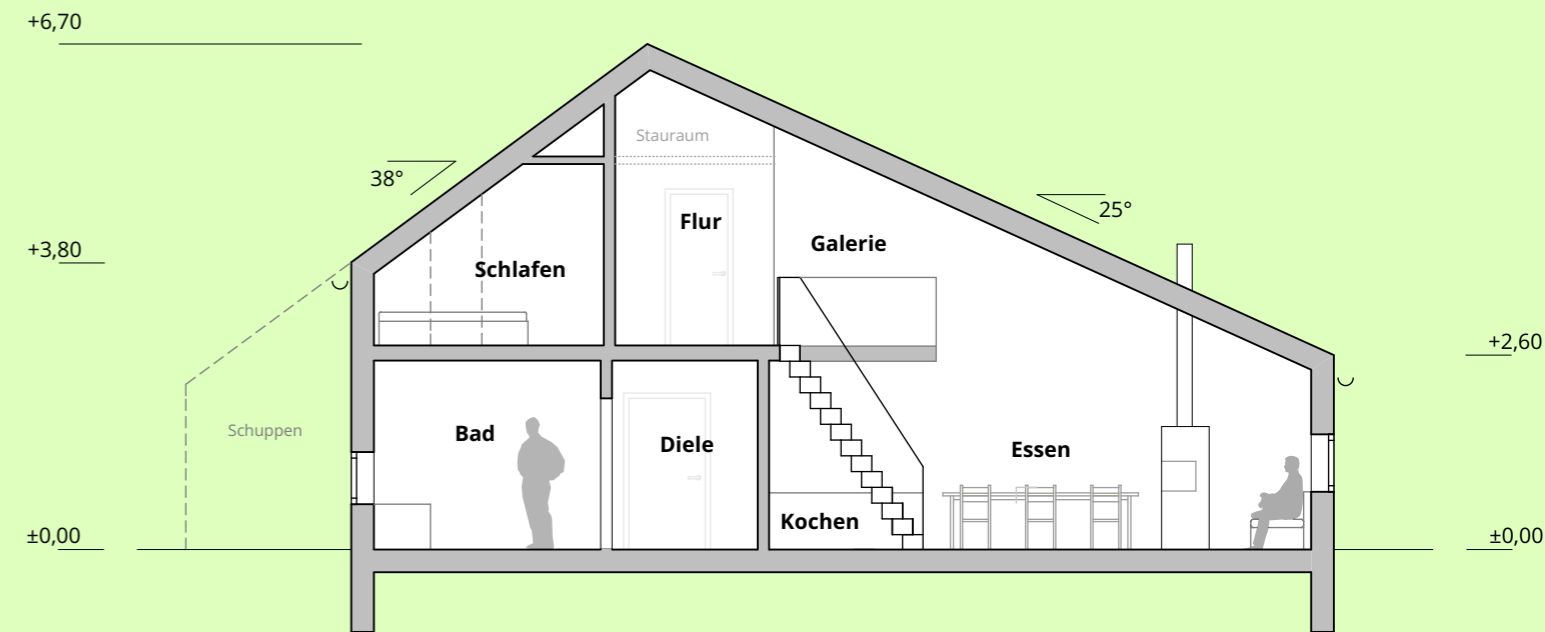 +6,70
Stauraum
38°
Flur
25°
+3,80
Galerie
Schlafen
+2,60
Schuppen
Bad
Diele
Essen
Kochen
±0,00
±0,00